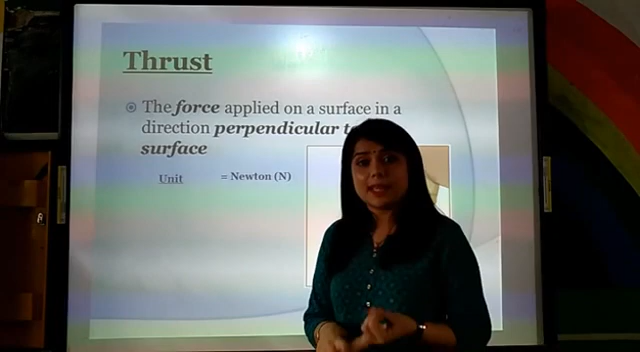 Thrust
The force applied on a surface in a
direction perpendicular
surface
Unit = Newton (N)